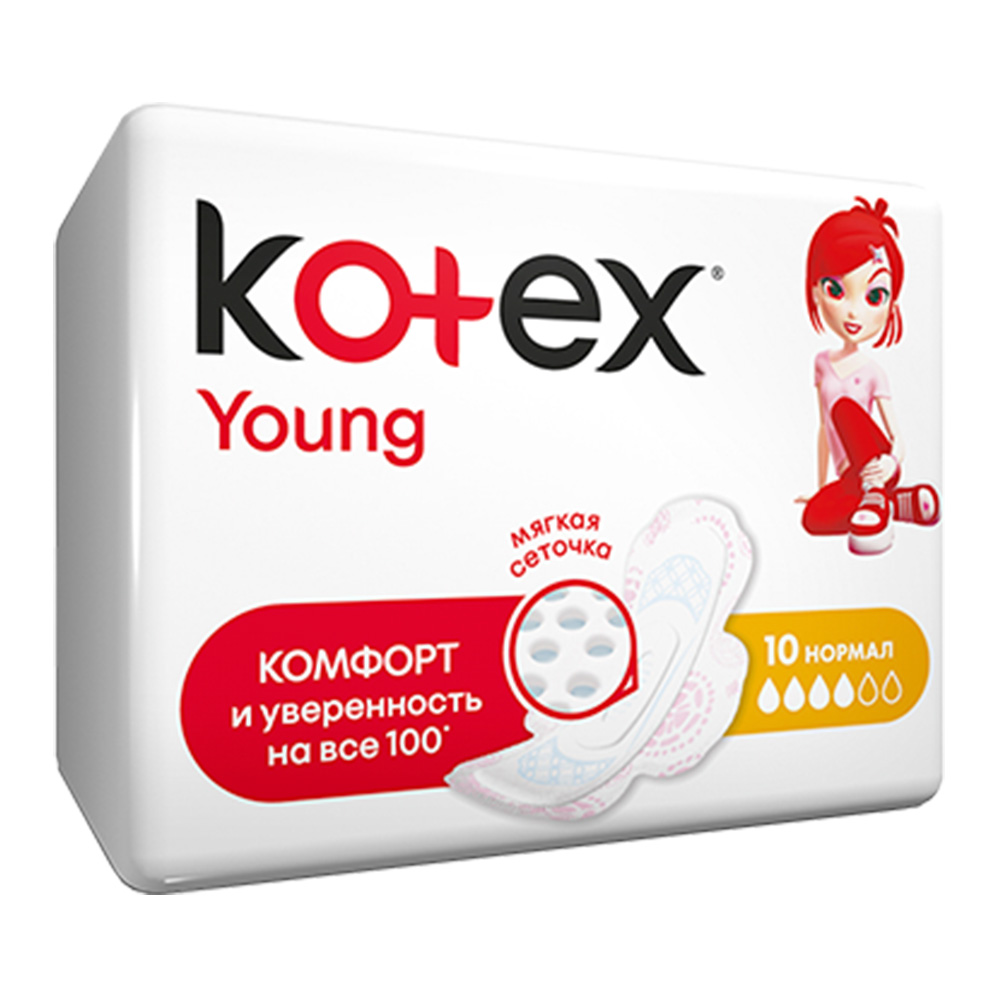 Kotex®
Young
мягкая
сеточка
КОМФОРТ
и уверенность
на все 100*
10 НОРМАЛ